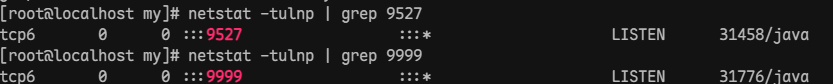 [root@localhost my]# netstat -tulnp | grep 9527
tcp6       0      0 :::9527                 :::*                    LISTEN      31458/java
[root@localhost my]# netstat -tulnp | grep 9999
tcp6       0      0 :::9999                 :::*                    LISTEN      31776/java